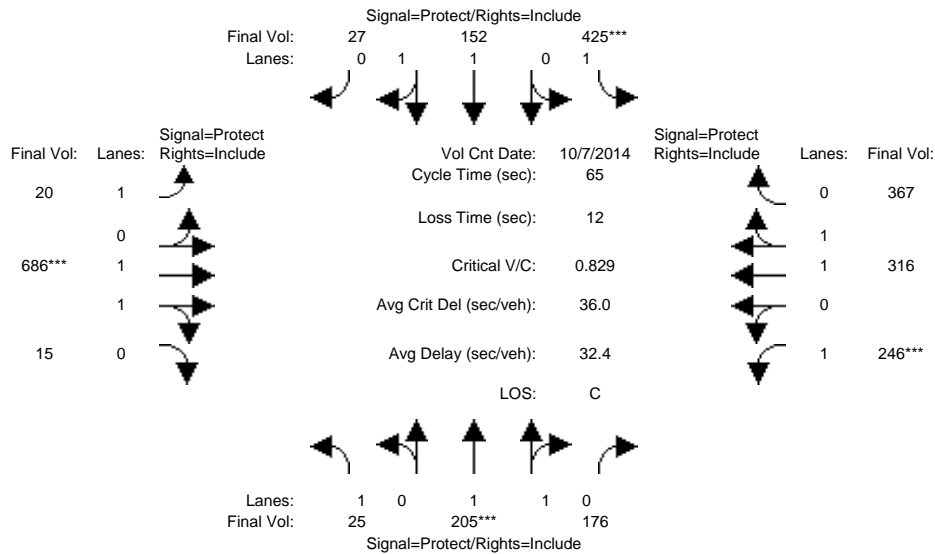 Signal=Protect/Rights=Include
Final Vol: 27 152 425***
Lanes: 0 1 1 0 1
Signal=Protect Signal=Protect
Final Vol: Lanes: Rights=Include Vol Cnt Date: 10/7/2014 Rights=Include Lanes: Final Vol:
Cycle Time (sec): 65
20 1 0 367
Loss Time (sec): 12
0 1
686*** 1 Critical V/C: 0.829 1 316
1 Avg Crit Del (sec/veh): 36.0 0
15 0 Avg Delay (sec/veh): 32.4 1 246***
LOS: C
Lanes: 1 0 1 1 0
Final Vol: 25 205*** 176
Signal=Protect/Rights=Include